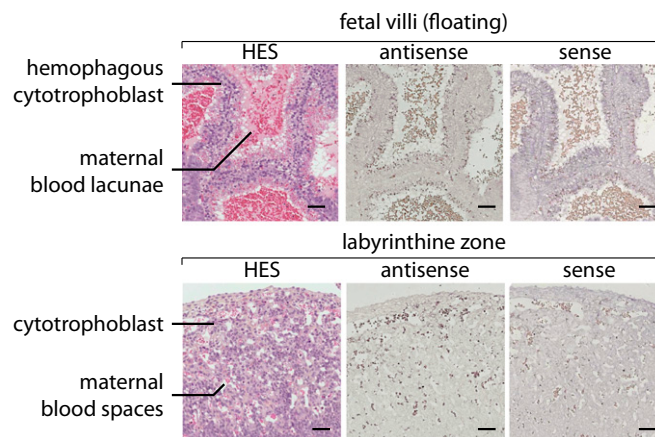 fetal villi (floating)
HES
antisense
sense
hemophagous
cytotrophoblast
maternal
blood lacunae
labyrinthine zone
HES
antisense
sense
cytotrophoblast
maternal
blood spaces